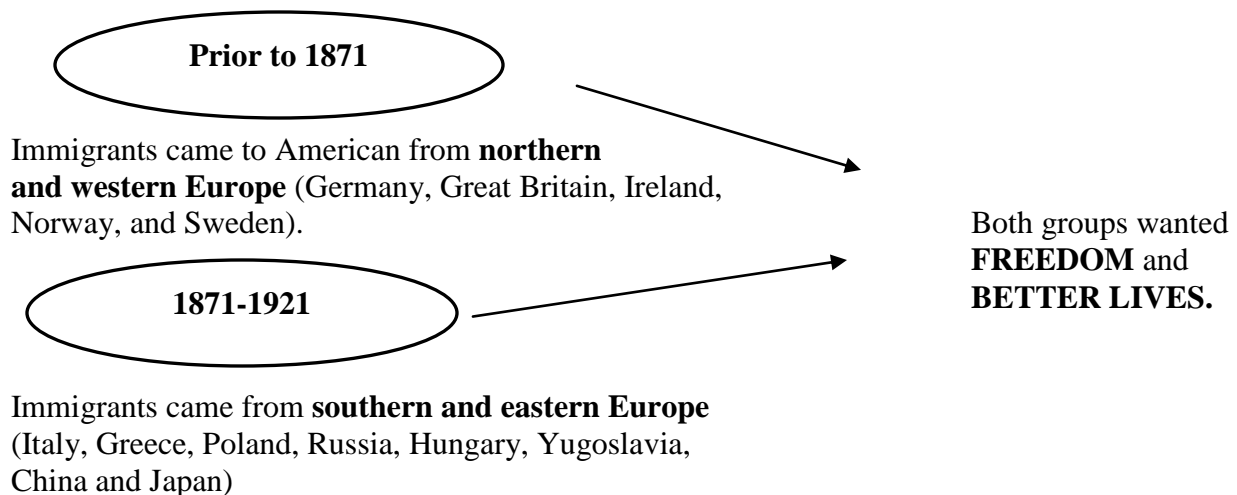 Prior to 1871
Immigrants came to American from northern
and western Europe (Germany, Great Britain, Ireland,
Norway, and Sweden).
1871-1921
Immigrants came from southern and eastern Europe
(Italy, Greece, Poland, Russia, Hungary, Yugoslavia,
China and Japan)
Both groups wanted
FREEDOM and
BETTER LIVES.